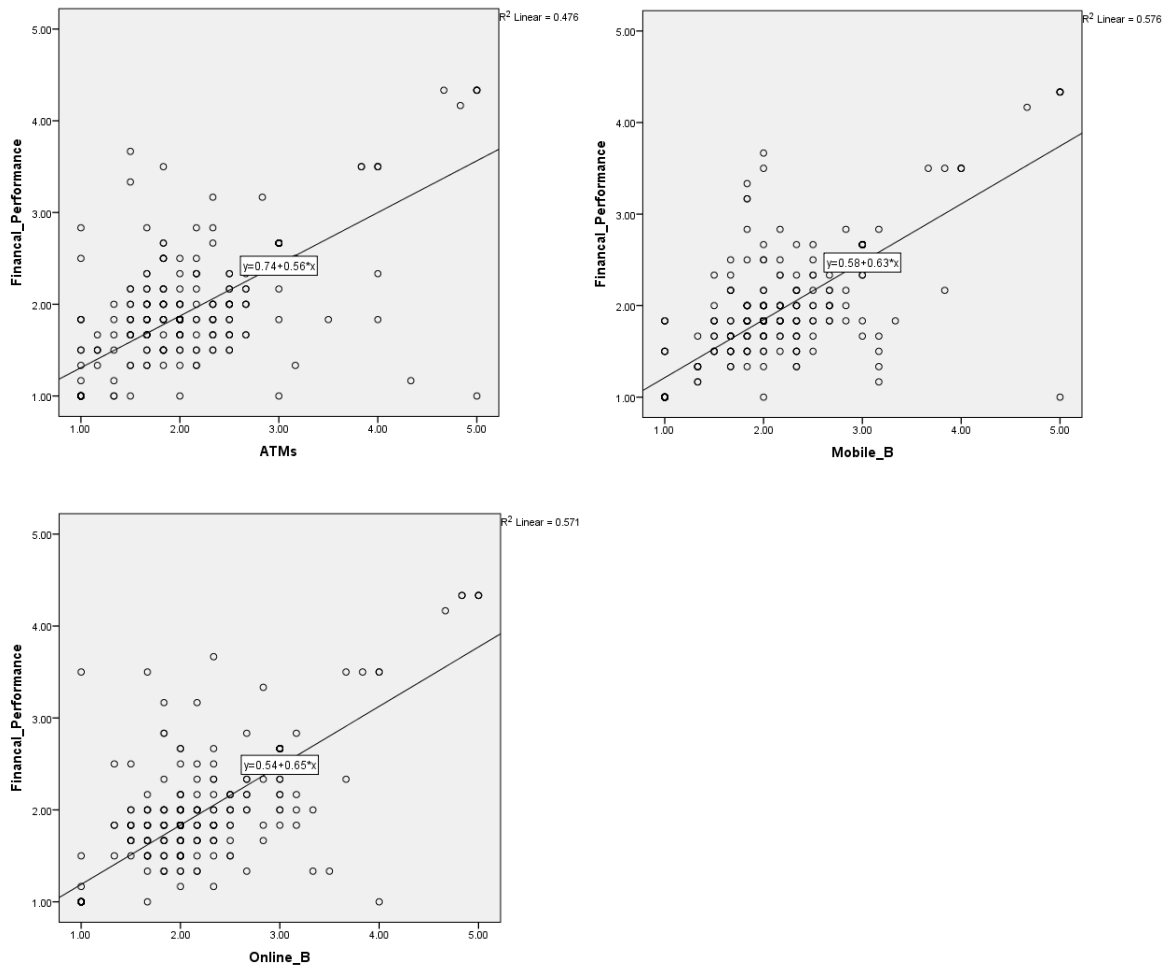 R² Linear = 0.476
5.00
4.00
3.00
2.00
1.00
Financal_Performance
y=0.74+0.56*x
1.00 2.00 3.00 4.00 5.00
ATMs
R² Linear = 0.576
5.00
4.00
3.00
2.00
1.00
Financal_Performance
y=0.58+0.63*x
1.00 2.00 3.00 4.00 5.00
Mobile_B
R² Linear = 0.571
5.00
4.00
3.00
2.00
1.00
Financal_Performance
y=0.54+0.65*x
1.00 2.00 3.00 4.00 5.00
Online_B